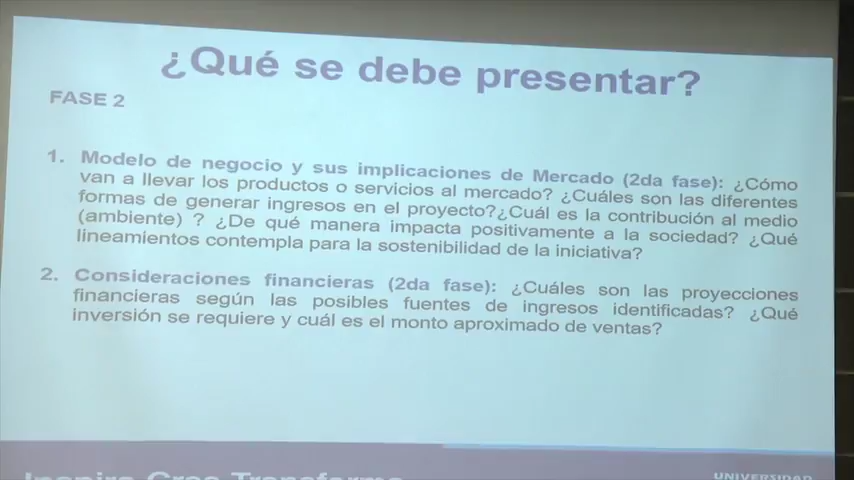 ¿Qué se debe presentar?
FASE 2
1. Modelo de negocio y sus implicaciones de Mercado (2da fase): ¿Cómo
van a llevar los productos o servicios al mercado? ¿Cuáles son las diferentes
formas de generar ingresos en el proyecto?¿Cuál es la contribución al medio
(ambiente) ? ¿De qué manera impacta positivamente a la sociedad? ¿Qué
lineamientos contempla para la sostenibilidad de la iniciativa?
2. Consideraciones financieras (2da fase): ¿Cuáles son las proyecciones
financieras según las posibles fuentes de ingresos identificadas? ¿Qué
inversión se requiere y cuál es el monto aproximado de ventas?
Inspira Crea Transforma
UNIVERSIDAD